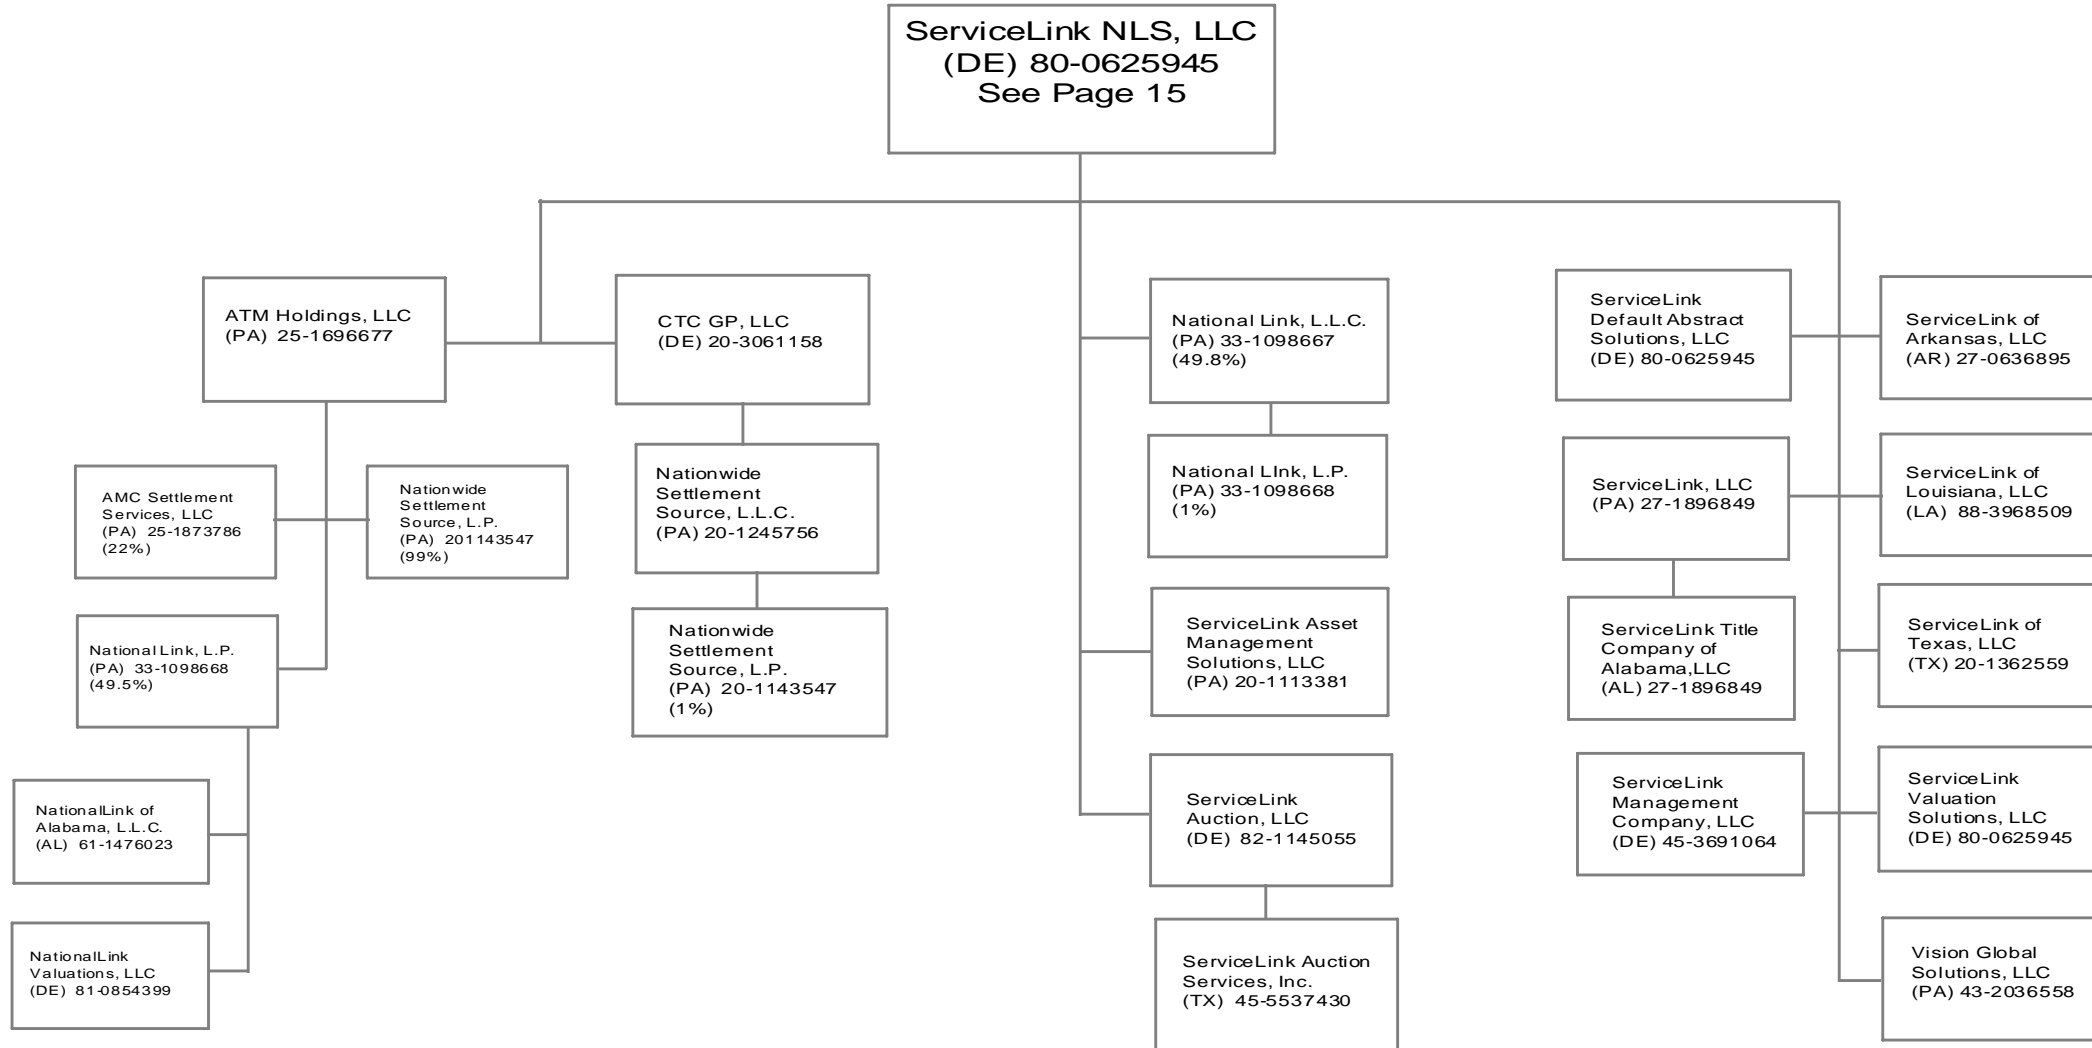 ServiceLink NLS, LLC
(DE) 80-0625945
See Page 15
ATM Holdings, LLC
(PA) 25-1696677
CTC GP, LLC
(DE) 20-3061158
National Link, L.L.C.
(PA) 33-1098667
(49.8%)
ServiceLink
Default Abstract
Solutions, LLC
(DE) 80-0625945
ServiceLink of
Arkansas, LLC
(AR) 27-0636895
AMC Settlement
Services, LLC
(PA) 25-1873786
(22%)
Nationwide
Settlement
Source, L.P.
(PA) 201143547
(99%)
Nationwide
Settlement
Source, L.L.C.
(PA) 20-1245756
National LInk, L.P.
(PA) 33-1098668
(1%)
ServiceLink, LLC
(PA) 27-1896849
ServiceLink of
Louisiana, LLC
(LA) 88-3968509
National Link, L.P.
(PA) 33-1098668
(49.5%)
Nationwide
Settlement
Source, L.P.
(PA) 20-1143547
(1%)
ServiceLink Asset
Management
Solutions, LLC
(PA) 20-1113381
ServiceLink Title
Company of
Alabama,LLC
(AL) 27-1896849
ServiceLink of
Texas, LLC
(TX) 20-1362559
NationalLink of
Alabama, L.L.C.
(AL) 61-1476023
ServiceLink
Auction, LLC
(DE) 82-1145055
ServiceLink
Management
Company, LLC
(DE) 45-3691064
ServiceLink
Valuation
Solutions, LLC
(DE) 80-0625945
NationalLink
Valuations, LLC
(DE) 81-0854399
ServiceLink Auction
Services, Inc.
(TX) 45-5537430
Vision Global
Solutions, LLC
(PA) 43-2036558